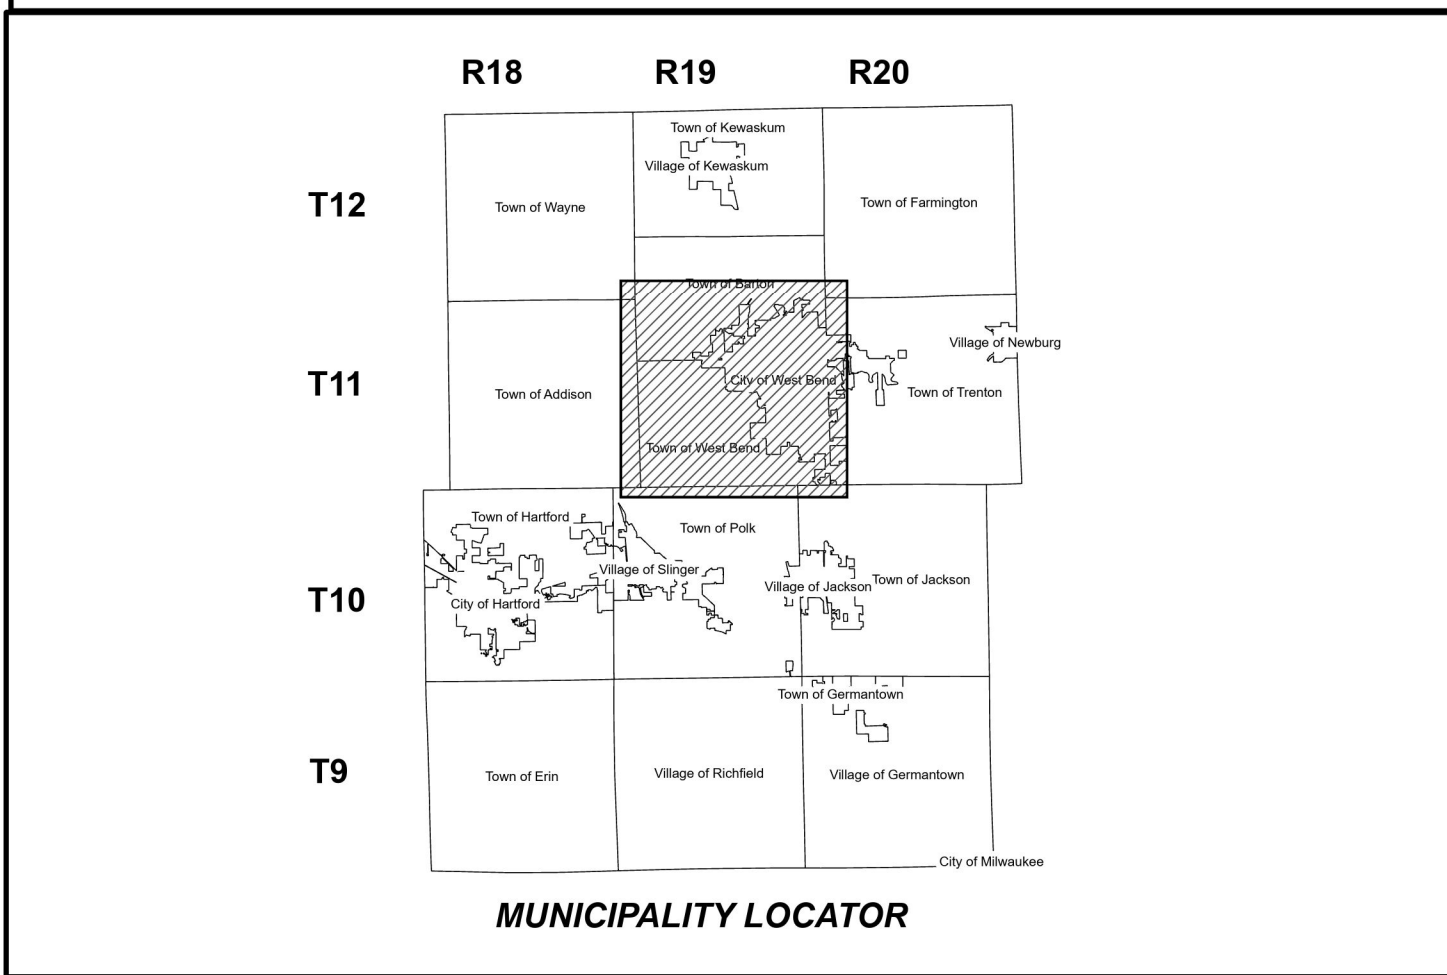 R18 R19 R20
Town of Kewaskum
Village of Kewaskum
T12
Town of Wayne
Town of Farmington
Town of Barton
Village of Newburg
T11
Town of Addison
City of West Bend
Town of Trenton
Town of West Bend
Town of Hartford
Town of Polk
Village of Slinger
Village of Jackson
Town of Jackson
T10
City of Hartford
Town of Germantown
T9
Town of Erin
Village of Richfield
Village of Germantown
City of Milwaukee
MUNICIPALITY LOCATOR